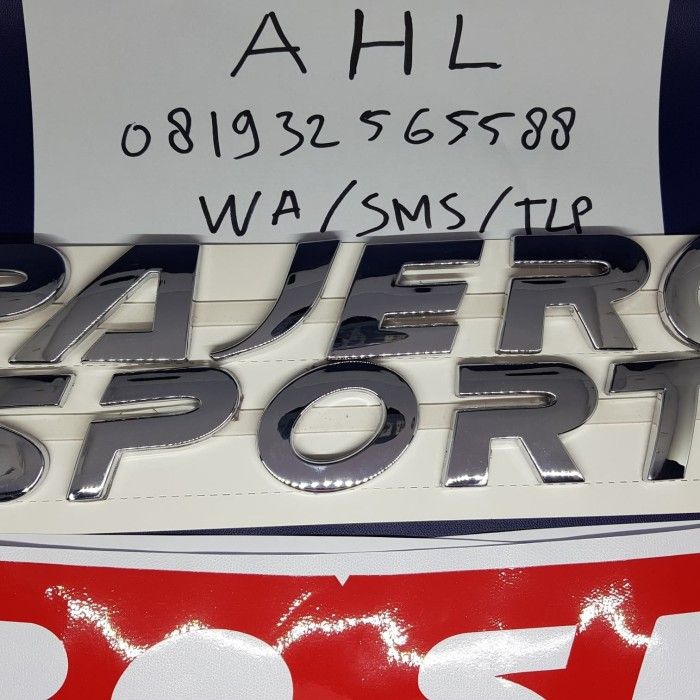 AHL
081932565588
WA/SMS/TLP
PAJERO
SPORT